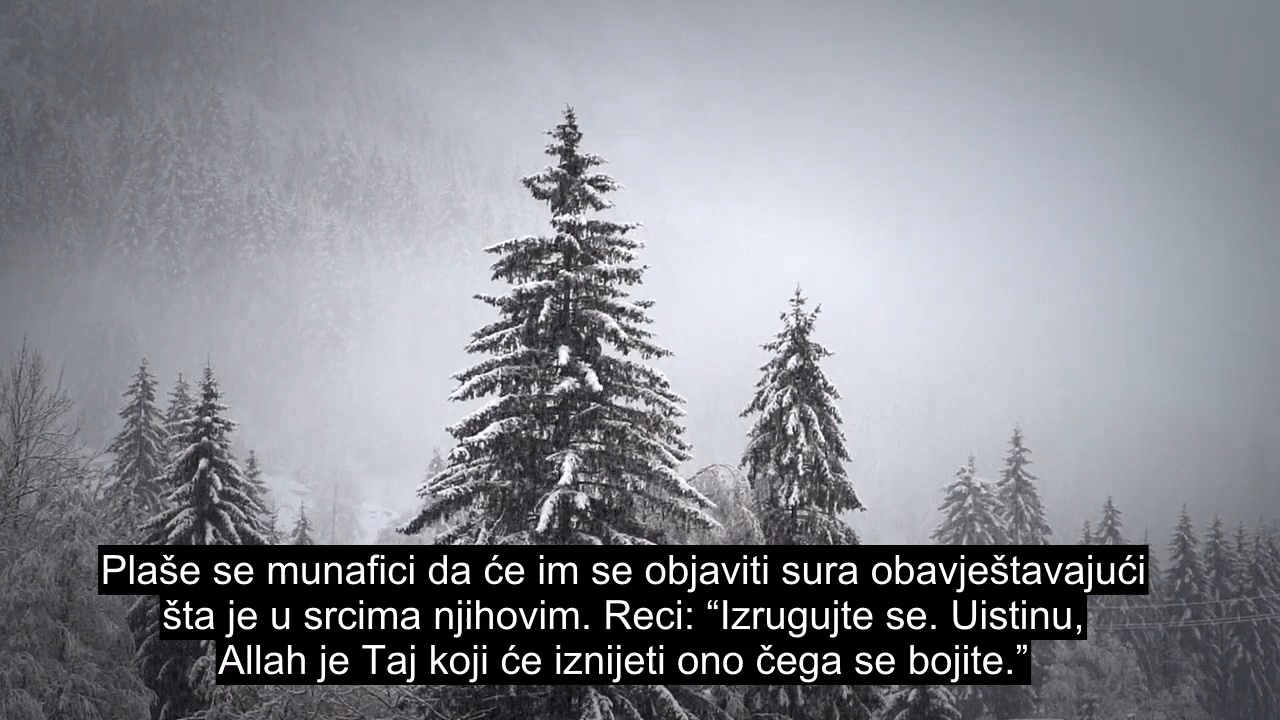 Plaše se munafici da će im se objaviti sura obavještavajući
šta je u srcima njihovim. Reci: “Izrugujte se. Uistinu,
Allah je Taj koji će iznijeti ono čega se bojite.”